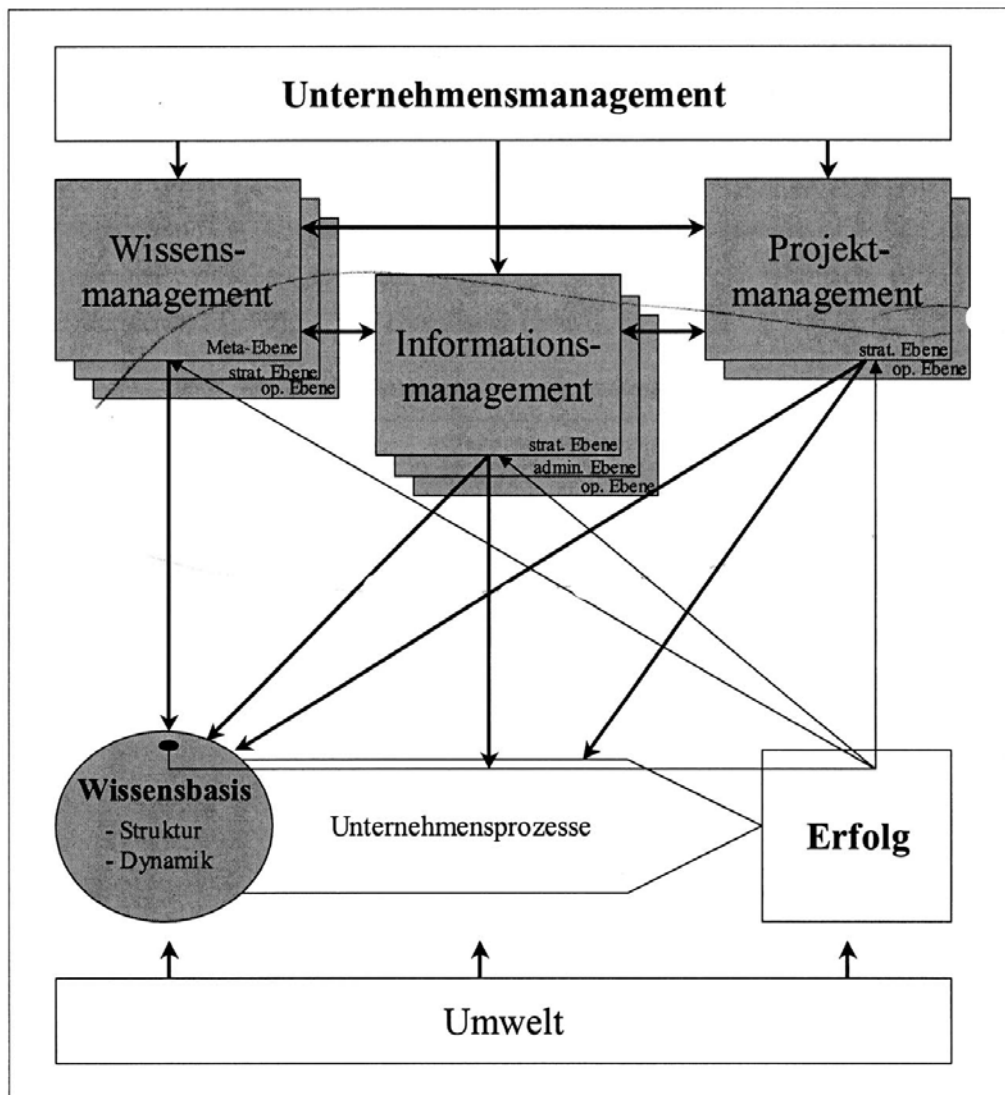 Unternehmensmanagement
Wissens-
management
Meta-Ebene
strat. Ebene
op. Ebene
Projekt-
management
strat. Ebene
op. Ebene
Informations-
management
strat. Ebene
admin. Ebene
op. Ebene
Wissensbasis
- Struktur
- Dynamik
Unternehmensprozesse
Erfolg
Umwelt